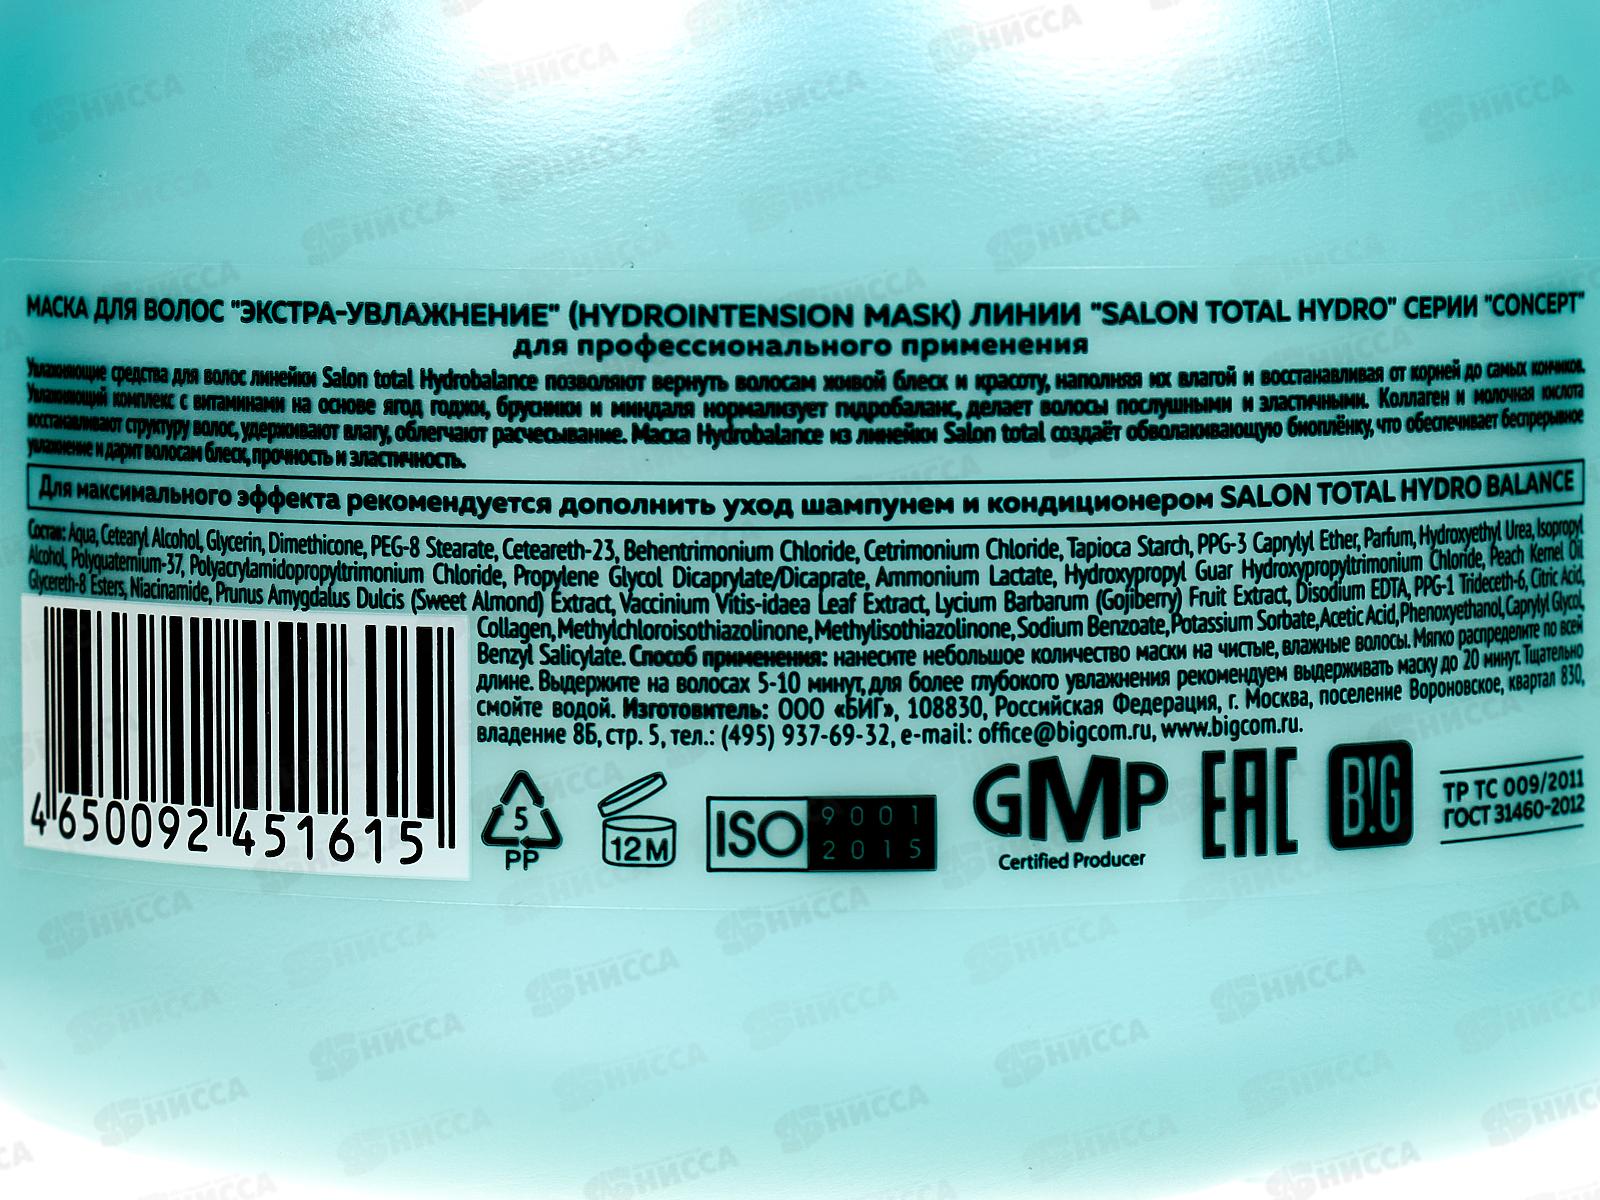 МАСКА ДЛЯ ВОЛОС "ЭКСТРА-УВЛАЖНЕНИЕ" (HYDROINTENSION MASK) ЛИНИИ "SALON TOTAL HYDRO" СЕРИИ "CONCEPT"
для профессионального применения
Увлажняющие средства для волос линейки Salon total Hydrobalance позволяют вернуть волосам живой блеск и красоту, наполняя их влагой и восстанавливая от корней до самых кончиков.
Увлажняющий комплекс с витаминами на основе ягод годжи, брусники и миндаля нормализует гидробаланс, делает волосы послушными и эластичными. Коллаген и молочная кислота
восстанавливают структуру волос, удерживают влагу, облегчают расчесывание. Маска Hydrobalance из линейки Salon total создаёт обволакивающую биоплёнку, что обеспечивает беспрерывное
увлажнение и дарит волосам блеск, прочность и эластичность.
Для максимального эффекта рекомендуется дополнить уход шампунем и кондиционером SALON TOTAL HYDRO BALANCE
Состав: Aqua, Cetearyl Alcohol, Glycerin, Dimethicone, PEG-8 Stearate, Ceteareth-23, Behentrimonium Chloride, Cetrimonium Chloride, Tapioca Starch, PPG-3 Caprylyl Ether, Parfum, Hydroxyethyl Urea, Isopropyl
Alcohol, Polyquaternium-37, Polyacrylamidopropyltrimonium Chloride, Propylene Glycol Dicaprylate/Dicaprate, Ammonium Lactate, Hydroxypropyl Guar Hydroxypropyltrimonium Chloride, Peach Kernel Oil
Glycereth-8 Esters, Niacinamide, Prunus Amygdalus Dulcis (Sweet Almond) Extract, Vaccinium Vitis-idaea Leaf Extract, Lycium Barbarum (Gojiberry) Fruit Extract, Disodium EDTA, PPG-1 Trideceth-6, Citric Acid,
Collagen, Methylchloroisothiazolinone, Methylisothiazolinone, Sodium Benzoate, Potassium Sorbate, Acetic Acid, Phenoxyethanol, Caprylyl Glycol,
Benzyl Salicylate. Способ применения: нанесите небольшое количество маски на чистые, влажные волосы. Мягко распределите по всей
длине. Выдержите на волосах 5-10 минут, для более глубокого увлажнения рекомендуем выдерживать маску до 20 минут. Тщательно
смойте водой. Изготовитель: ООО «БИГ», 108830, Российская Федерация, г. Москва, поселение Вороновское, квартал 830,
владение 8Б, стр. 5, тел.: (495) 937-69-32, e-mail: office@bigcom.ru, www.bigcom.ru.
4 650092 451615
5
PP
12M
ISO 9001
2015
GMP
Certified Producer
EAC
B!G
ТР ТС 009/2011
ГОСТ 31460-2012
НИССА